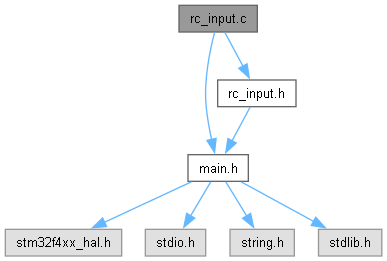 rc_input.c
rc_input.h
main.h
stm32f4xx_hal.h
stdio.h
string.h
stdlib.h